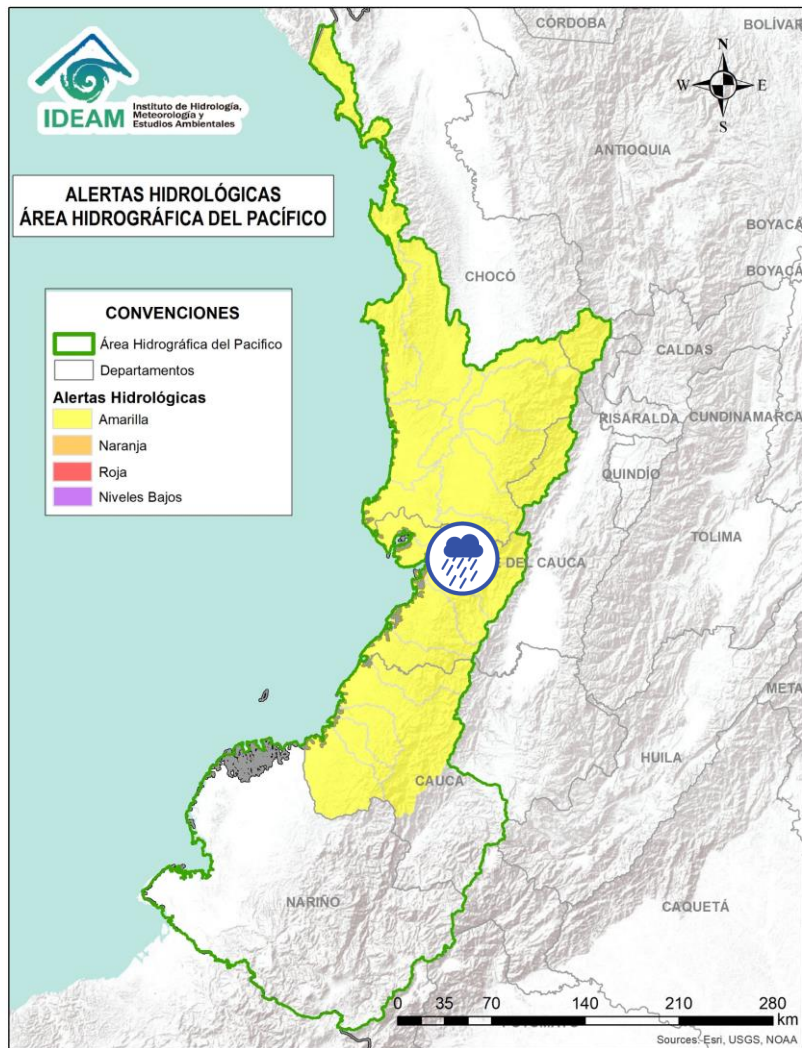 CÓRDOBA
BOLÍVAR
IDEAM
Instituto de Hidrología,
Meteorología y
Estudios Ambientales
N
W
E
S
ANTIOQUIA
ALERTAS HIDROLÓGICAS
ÁREA HIDROGRÁFICA DEL PACÍFICO
BOYACÁ
BOYACÁ
CHOCÓ
CONVENCIONES
Área Hidrográfica del Pacifico
Departamentos
Alertas Hidrológicas
Amarilla
Naranja
Roja
Niveles Bajos
CALDAS
RISARALDA
CUNDINAMARCA
QUINDÍO
TOLIMA
DEL CAUCA
META
HUILA
CAUCA
NARIÑO
CAQUETÁ
0 35 70 140 210 280
km
Sources: Esri, USGS, NOAA